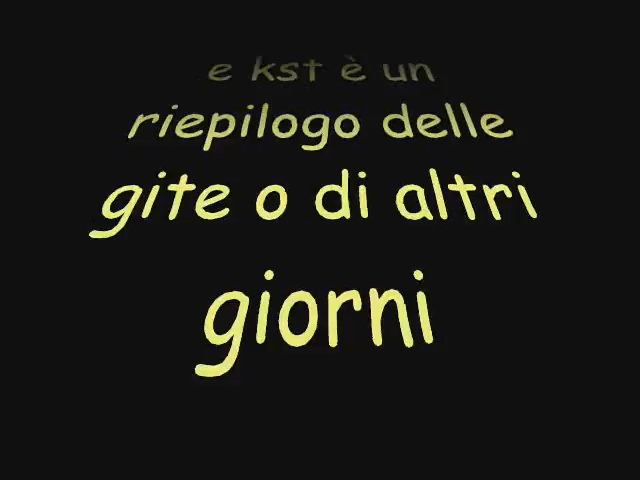 e kst è un
riepilogo delle
gite o di altri
giorni